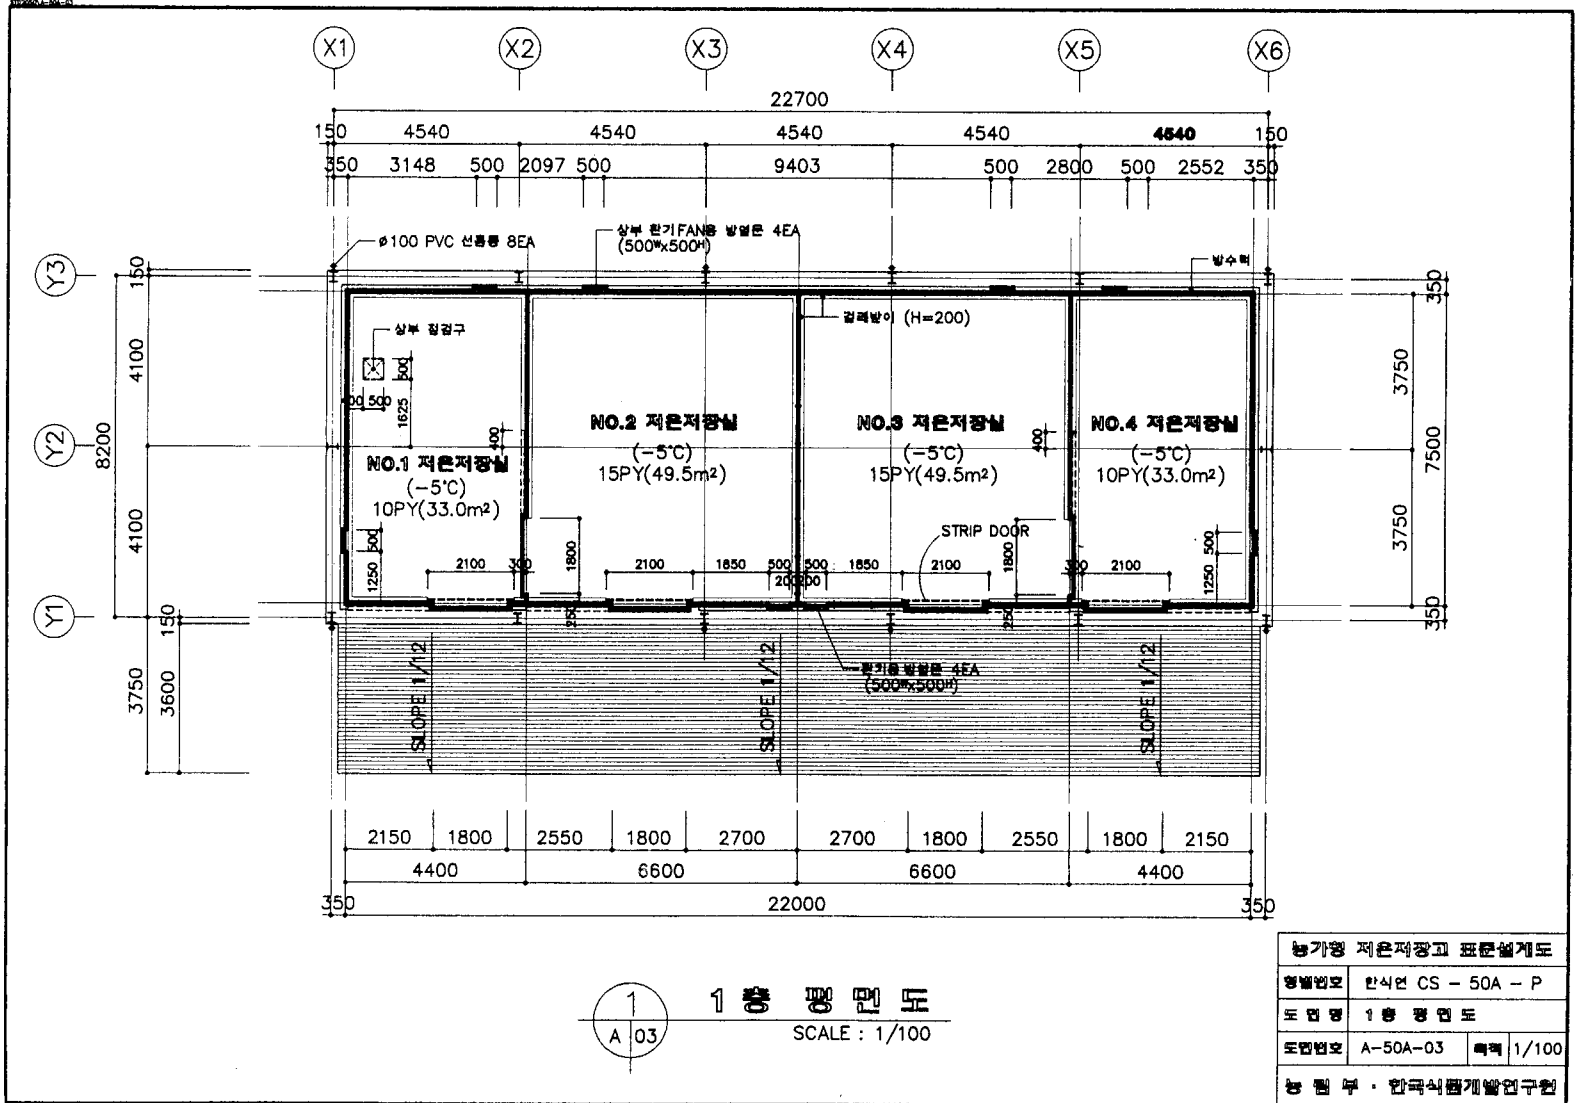 X1 X2 X3 X4 X5 X6
22700
150 4540 4540 4540 4540 4540 150
350 3148 500 2097 500 9403 500 2800 500 2552 350
ø100 PVC 선홈통 8EA
상부 환기FAN용 방열문 4EA
(500ᵂx500ᴴ)
방수턱
Y3
150
350
상부 점검구
걸레받이 (H=200)
4100
500
500
1625
3750
NO.2 저온저장실
(-5°C)
15PY(49.5m²)
NO.3 저온저장실
(-5°C)
15PY(49.5m²)
NO.4 저온저장실
(-5°C)
10PY(33.0m²)
400
400
Y2
8200
7500
NO.1 저온저장실
(-5°C)
10PY(33.0m²)
STRIP DOOR
4100
500
1250
1800
1800
500
1250
3750
2100 300 2100 1850 500 500 1850 2100 300 2100
200 200
250
250
Y1
150
350
환기용 방열문 4EA
(500ᵂx500ᴴ)
3750
3600
SLOPE 1/12
SLOPE 1/12
SLOPE 1/12
2150 1800 2550 1800 2700 2700 1800 2550 1800 2150
4400 6600 6600 4400
350 22000 350
1
A 03
1층 평면도
SCALE : 1/100
농가형 저온저장고 표준설계도
형별번호 한식연 CS - 50A - P
도면명 1층 평면도
도면번호 A-50A-03 축척 1/100
농림부 · 한국식품개발연구원